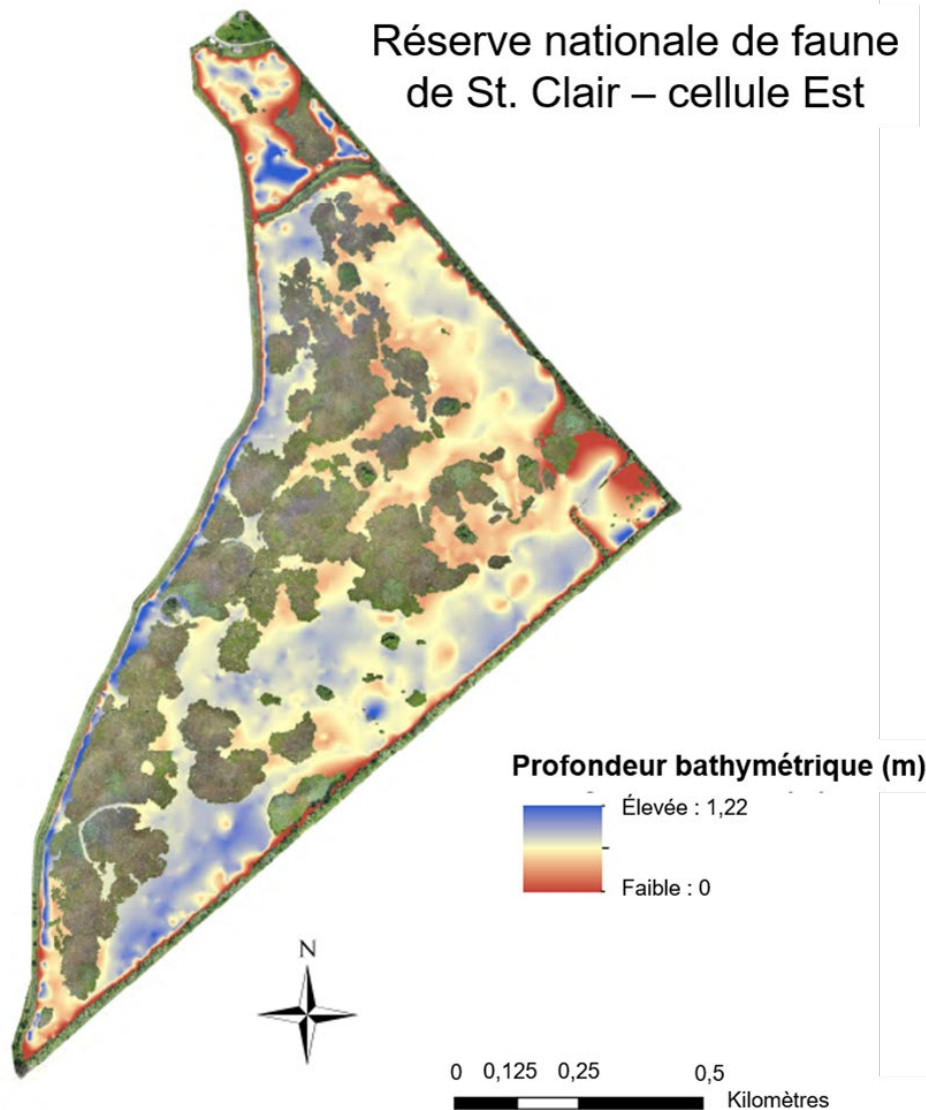 Réserve nationale de faune
de St. Clair – cellule Est
Profondeur bathymétrique (m)
Élevée : 1,22
Faible : 0
N
0 0,125 0,25 0,5
Kilomètres